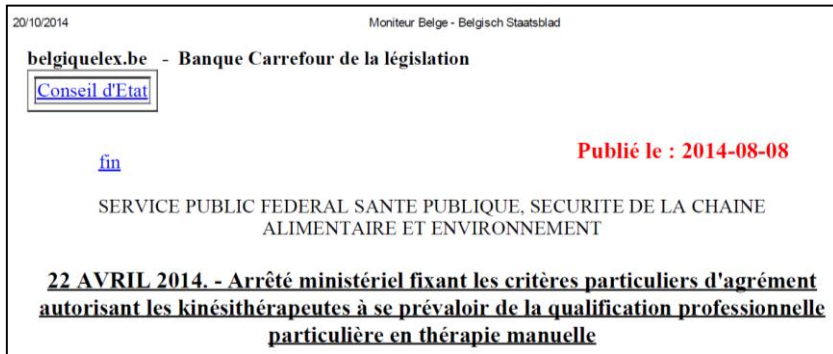 20/10/2014 Moniteur Belge - Belgisch Staatsblad
belgiquelex.be - Banque Carrefour de la législation
Conseil d'Etat
Publié le : 2014-08-08
fin
SERVICE PUBLIC FEDERAL SANTE PUBLIQUE, SECURITE DE LA CHAINE
ALIMENTAIRE ET ENVIRONNEMENT
22 AVRIL 2014. - Arrêté ministériel fixant les critères particuliers d'agrément
autorisant les kinésithérapeutes à se prévaloir de la qualification professionnelle
particulière en thérapie manuelle